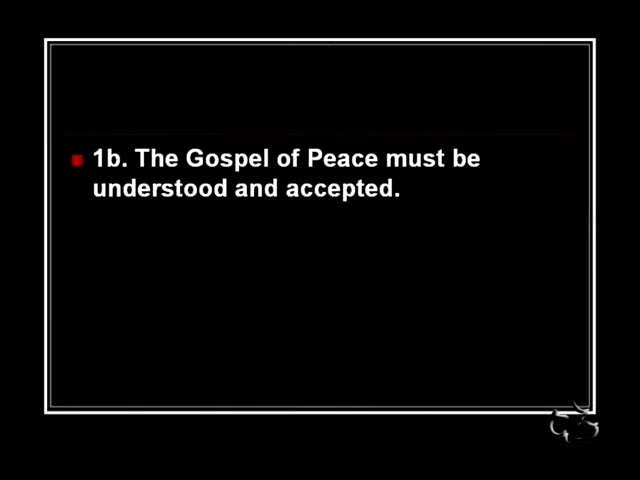 1b. The Gospel of Peace must be
understood and accepted.